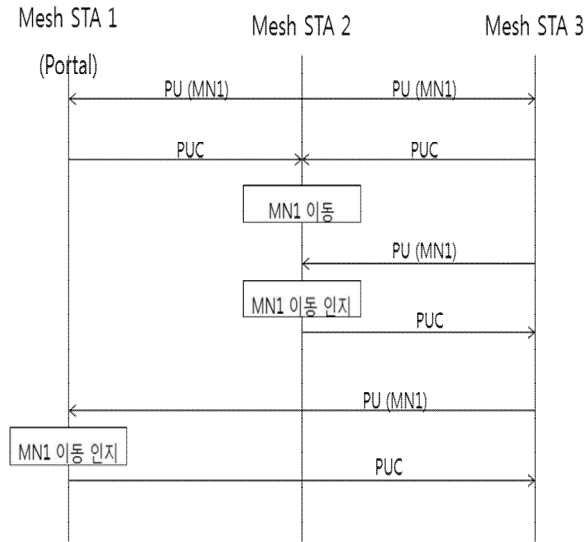 Mesh STA 1
(Portal)
Mesh STA 2
Mesh STA 3
PU (MN1)
PU (MN1)
PUC
PUC
MN1 이동
PU (MN1)
MN1 이동 인지
PUC
PU (MN1)
MN1 이동 인지
PUC